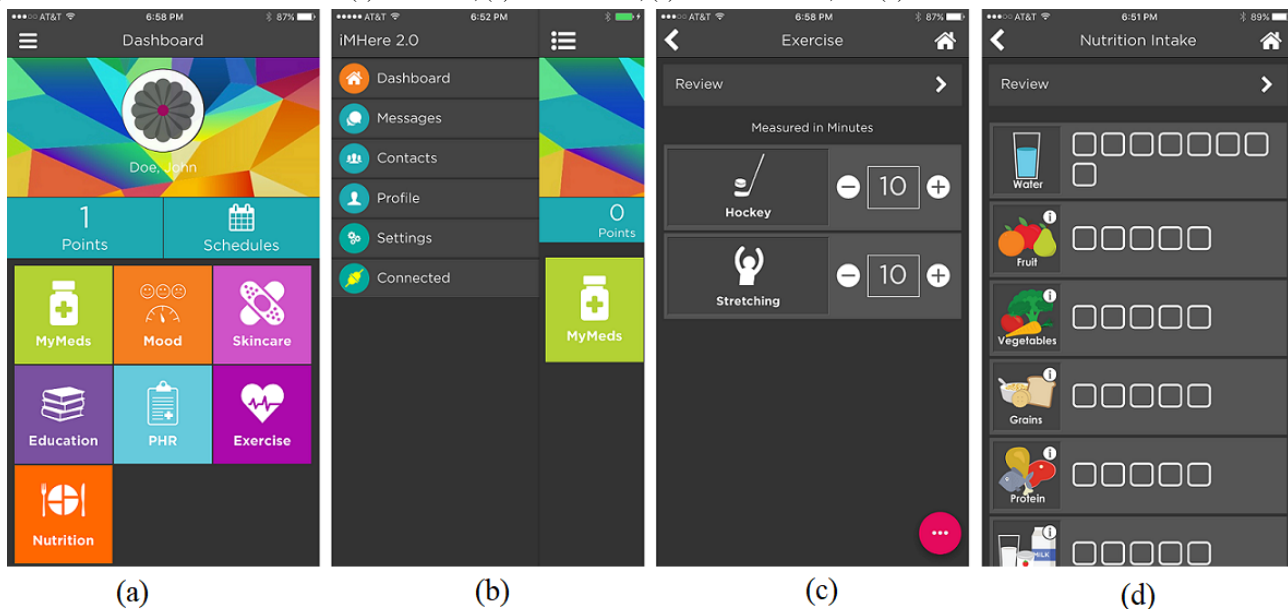 AT&T 6:58 PM 87%
Dashboard
Doe, John
1
Points
Schedules
MyMeds
Mood
Skincare
Education
PHR
Exercise
Nutrition
(a)
AT&T 6:52 PM
iMHere 2.0
Dashboard
Messages
Contacts
Profile
Settings
Connected
0
Points
MyMeds
(b)
AT&T 6:58 PM 87%
Exercise
Review
Measured in Minutes
Hockey
10
Stretching
10
(c)
AT&T 6:51 PM 89%
Nutrition Intake
Review
Water
Fruit
Vegetables
Grains
Protein
MILK
(d)